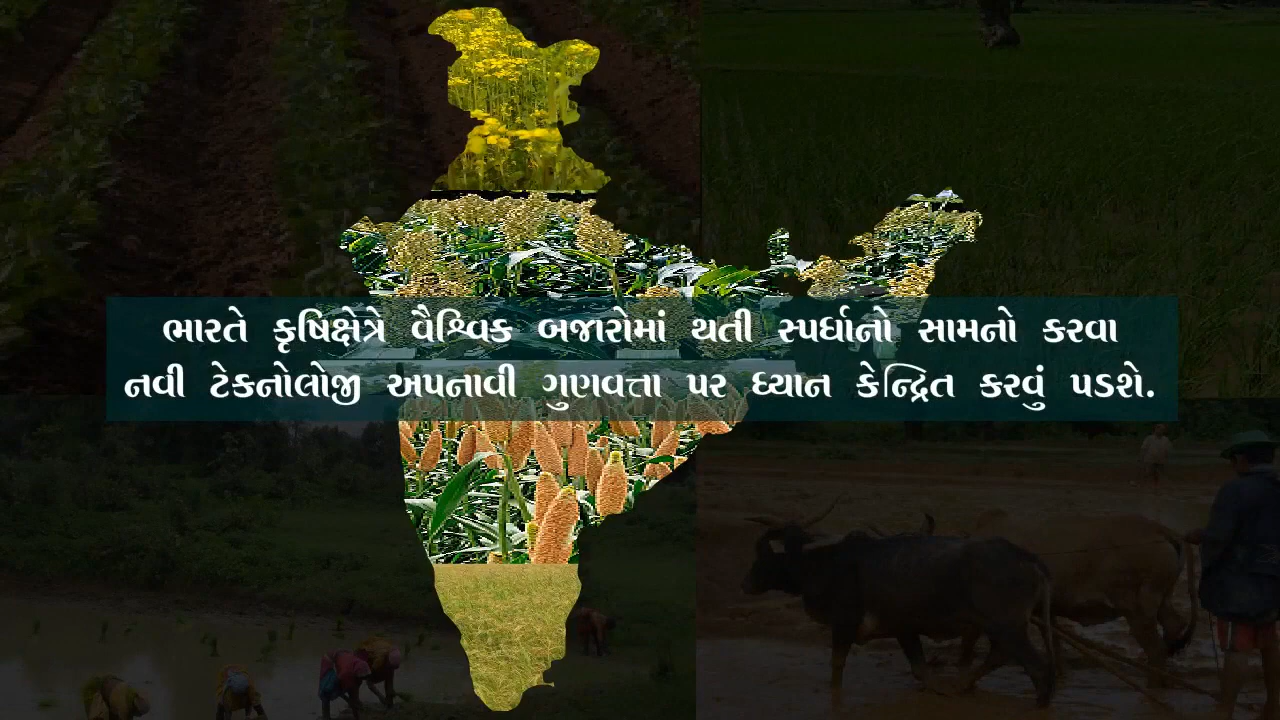 ભારતે કૃષિક્ષેત્રે વૈશ્વિક બજારોમાં થતી સ્પર્ધાનો સામનો કરવા
નવી ટેકનોલોજી અપનાવી ગુણવત્તા પર ધ્યાન કેન્દ્રિત કરવું પડશે.